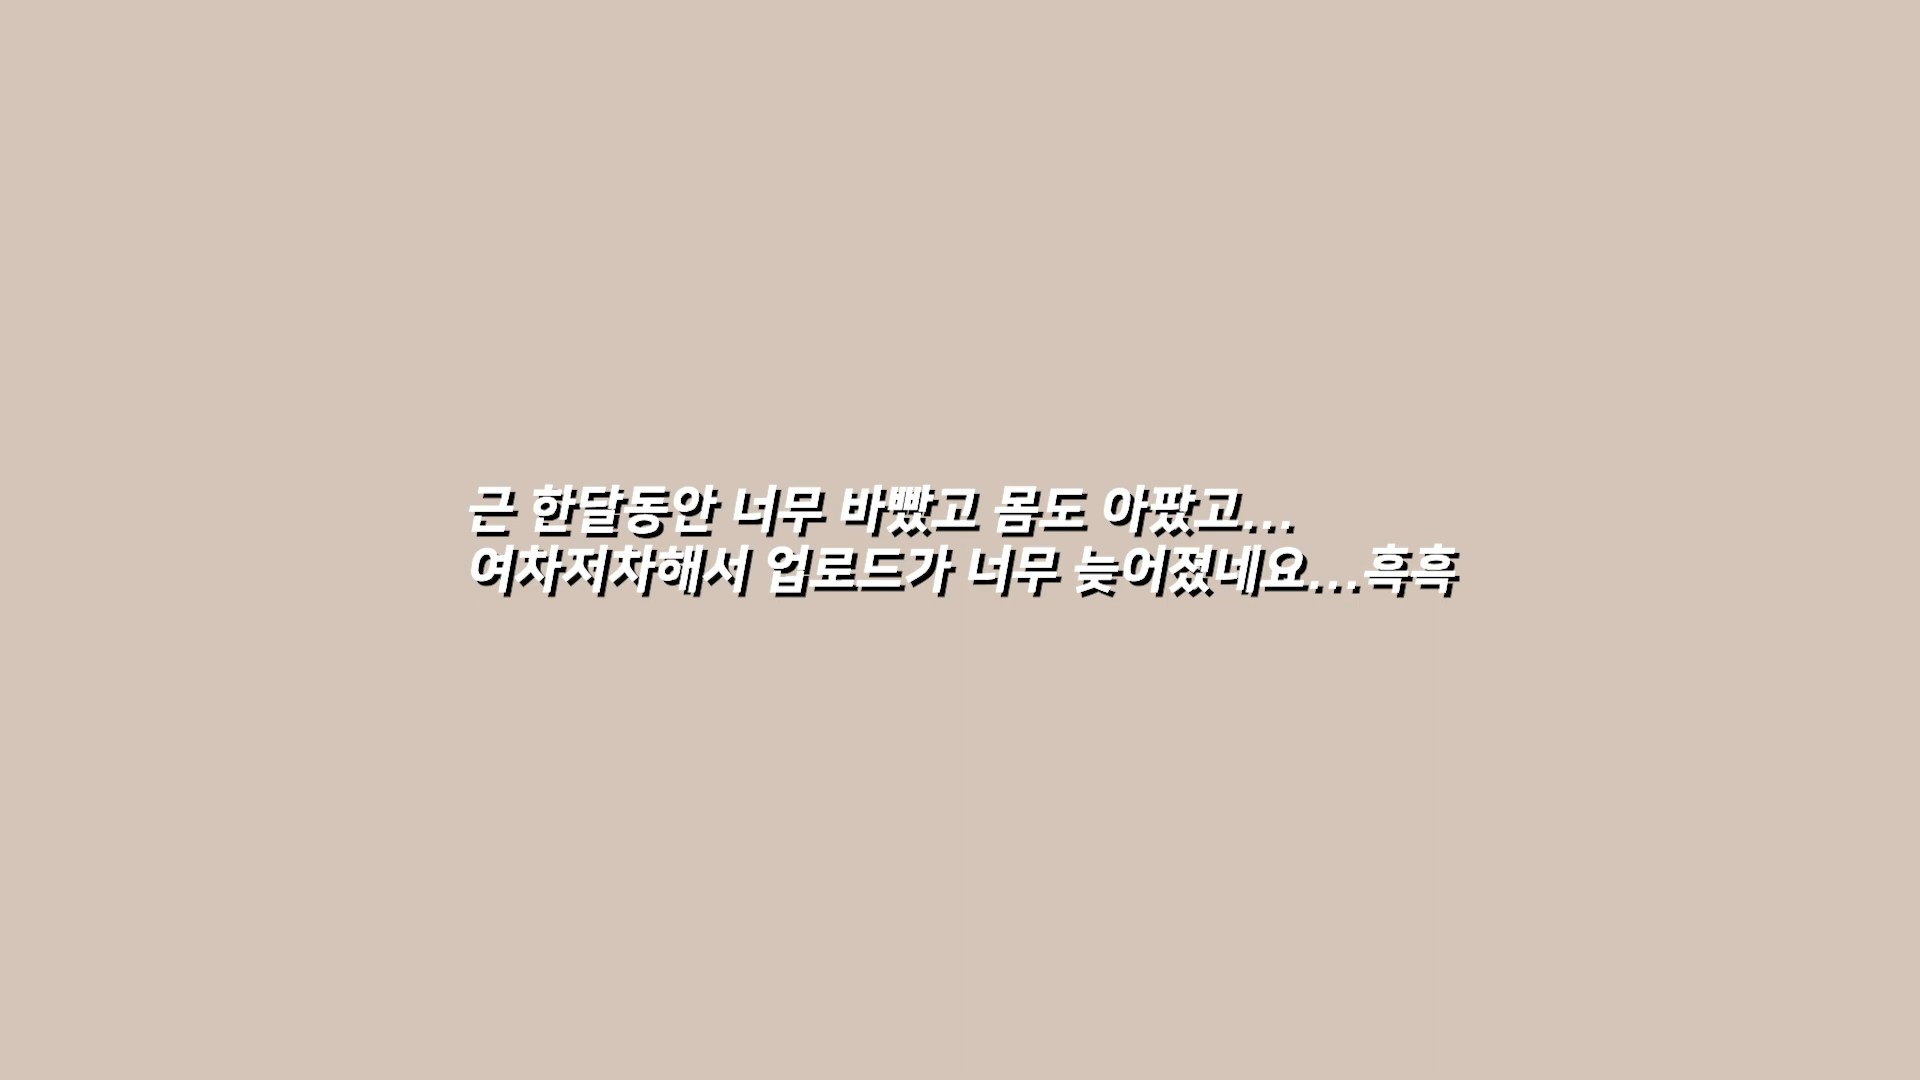 근 한달동안 너무 바빴고 몸도 아팠고...
여차저차해서 업로드가 너무 늦어졌네요...흑흑